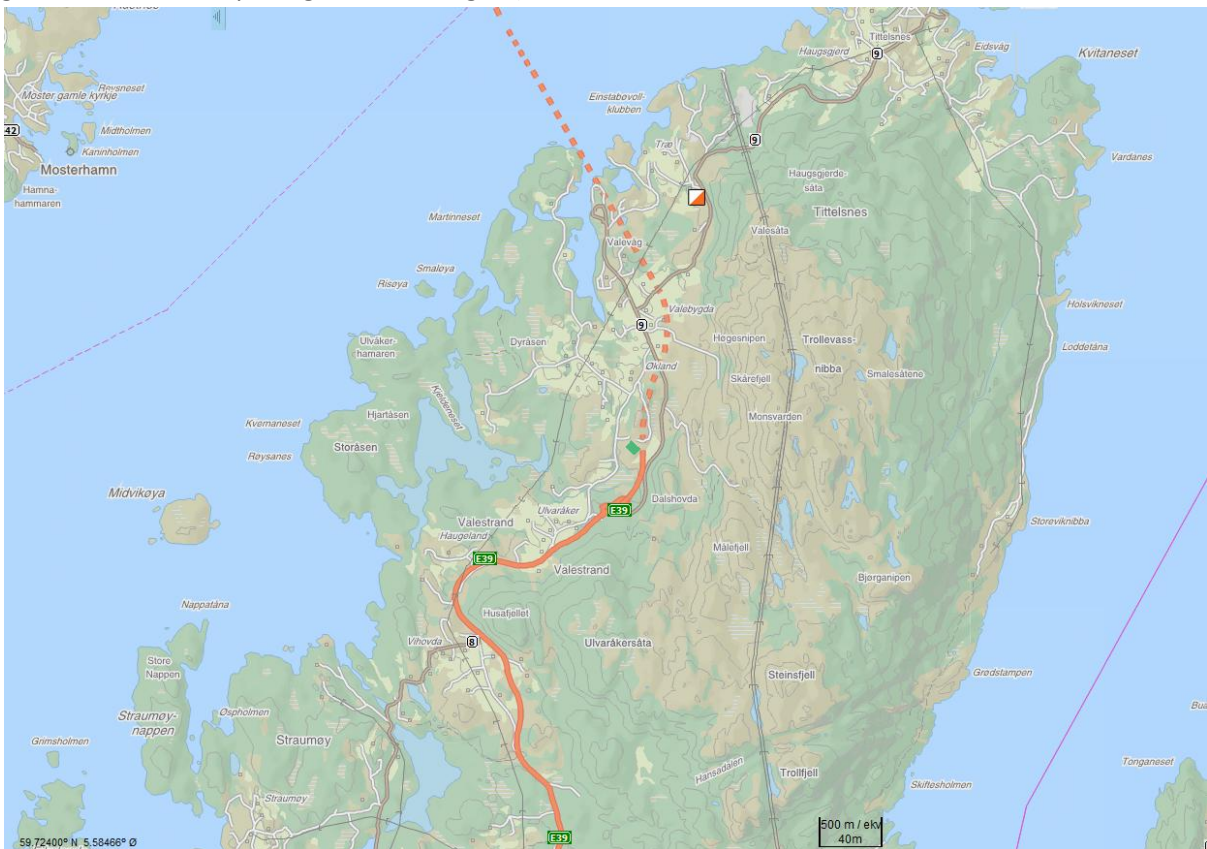 Tittelsnes
Haugsgjerd
9
Eidsvåg
Kvitaneset
Røysneset
Moster gamle kyrkje
Einstabøvoll-
klubben
Midtholmen
42
Kaninholmen
9
Træ
Mosterhamn
Vardanes
Hamna-
hammaren
Haugsgjerde-
såta
Tittelsnes
Martinneset
Valesåta
Valevåg
Smaløya
Risøya
Holsvikneset
Valebygda
9
Ulvåker-
hamaren
Dyråsen
Høgesnipen
Trollevass-
nibba
Loddetåna
Økland
Skårefjell
Smalesåtene
Kjeldeneset
Hjartåsen
Monsvarden
Kvernaneset
Storåsen
Røysanes
Midvikøya
Dalshovda
Ulvaråker
E39
Valestrand
Storeviknibba
Haugeland
Målefjell
E39
Valestrand
Bjørganipen
Nappatåna
Husafjellet
Vihovda
8
Ulvaråkersåta
Store
Nappen
Steinsfjell
Grødstampen
Øspholmen
Straumøy-
nappen
Grimsholmen
Straumøy
Tonganeset
Hansadalen
Trollfjell
Skiftesholmen
Straumøy
500 m / ekv
40m
E39
59.72400° N 5.58466° Ø